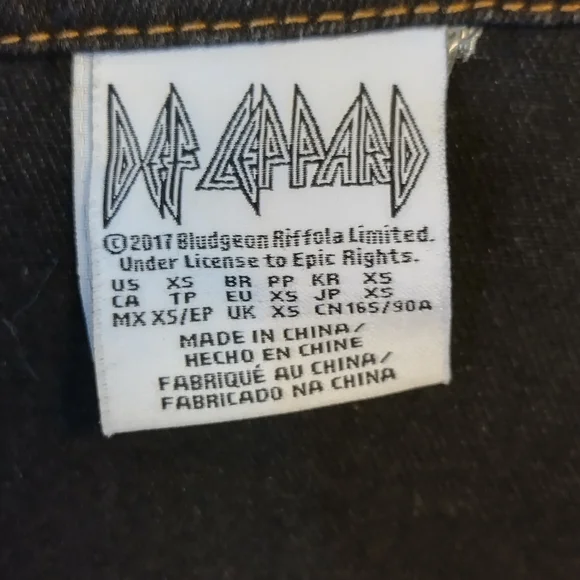 DEF LEPPARD
©2017 Bludgeon Riffola Limited.
Under License to Epic Rights.
US XS BR PP KR XS
CA TP EU XS JP XS
MX XS/EP UK XS CN165/90A
MADE IN CHINA/
HECHO EN CHINE
FABRIQUÉ AU CHINA/
FABRICADO NA CHINA